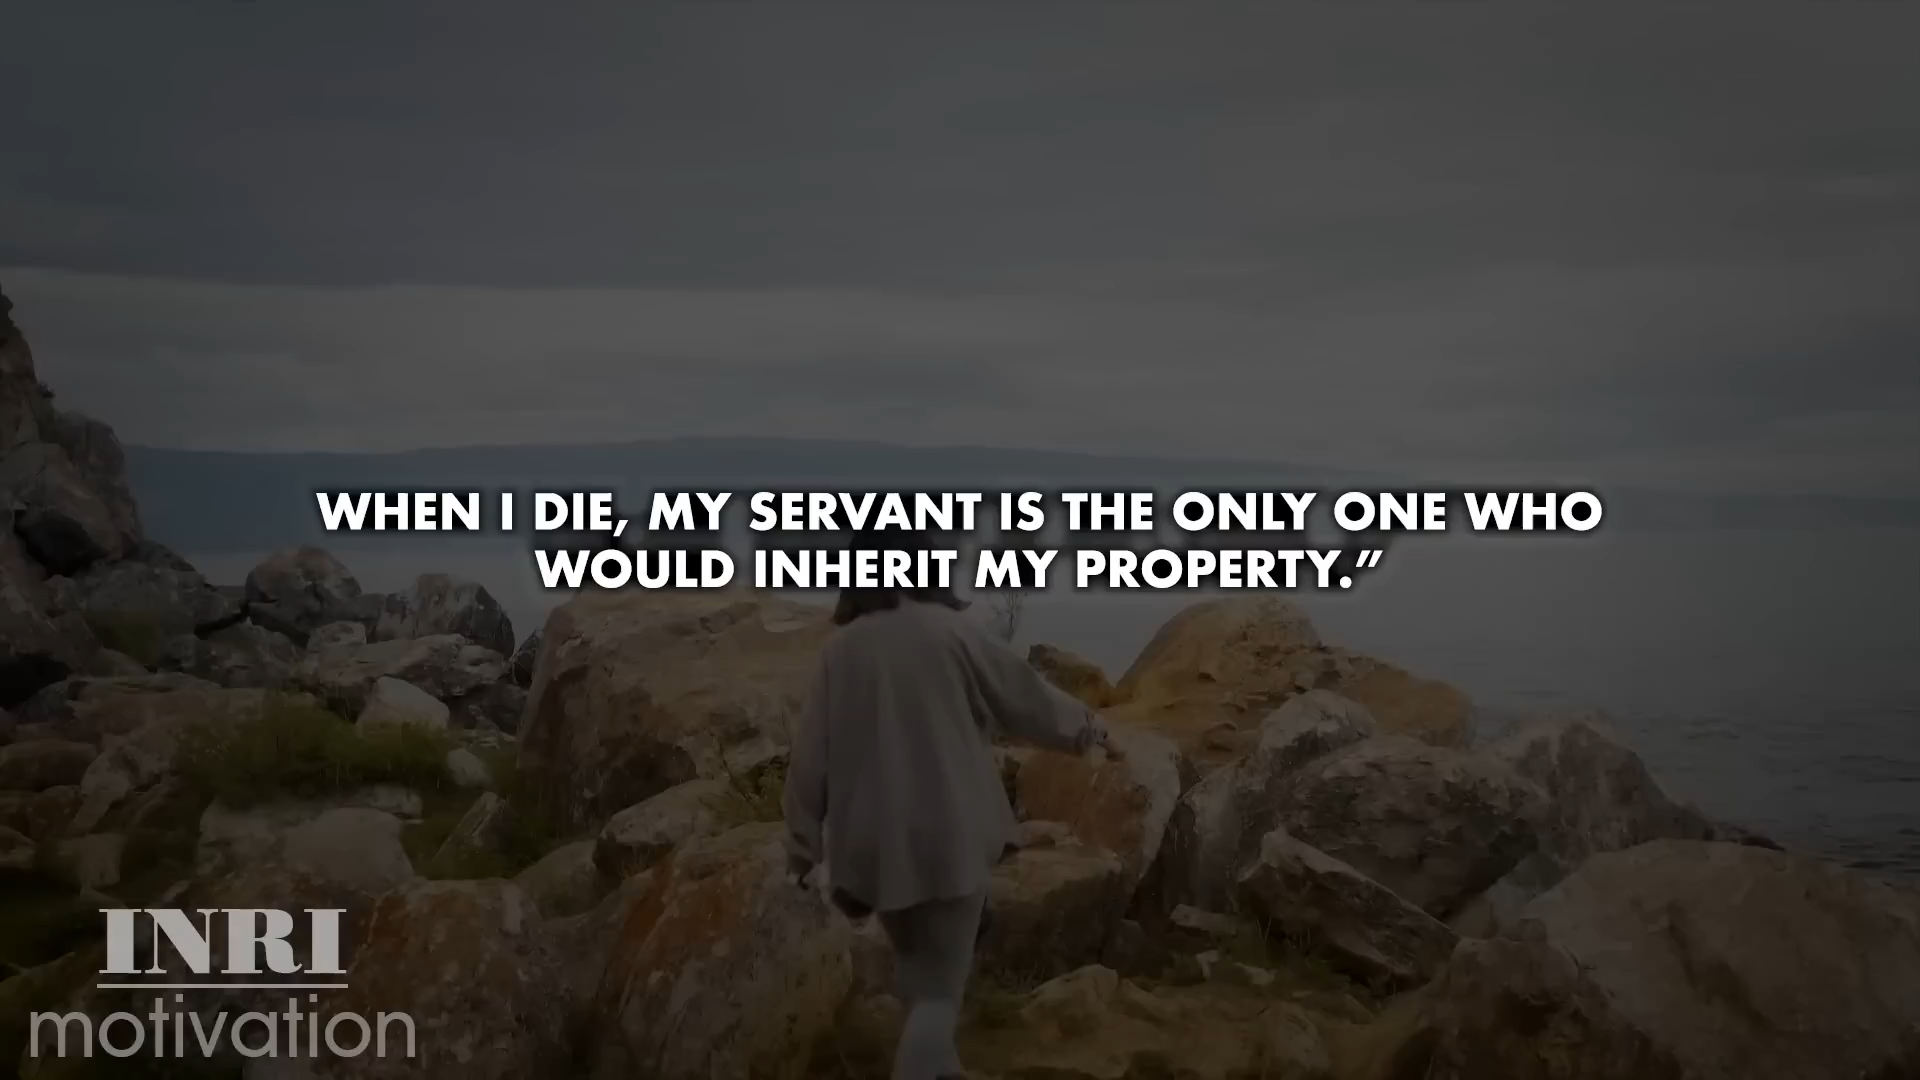 WHEN I DIE, MY SERVANT IS THE ONLY ONE WHO
WOULD INHERIT MY PROPERTY.”
INRI
motivation